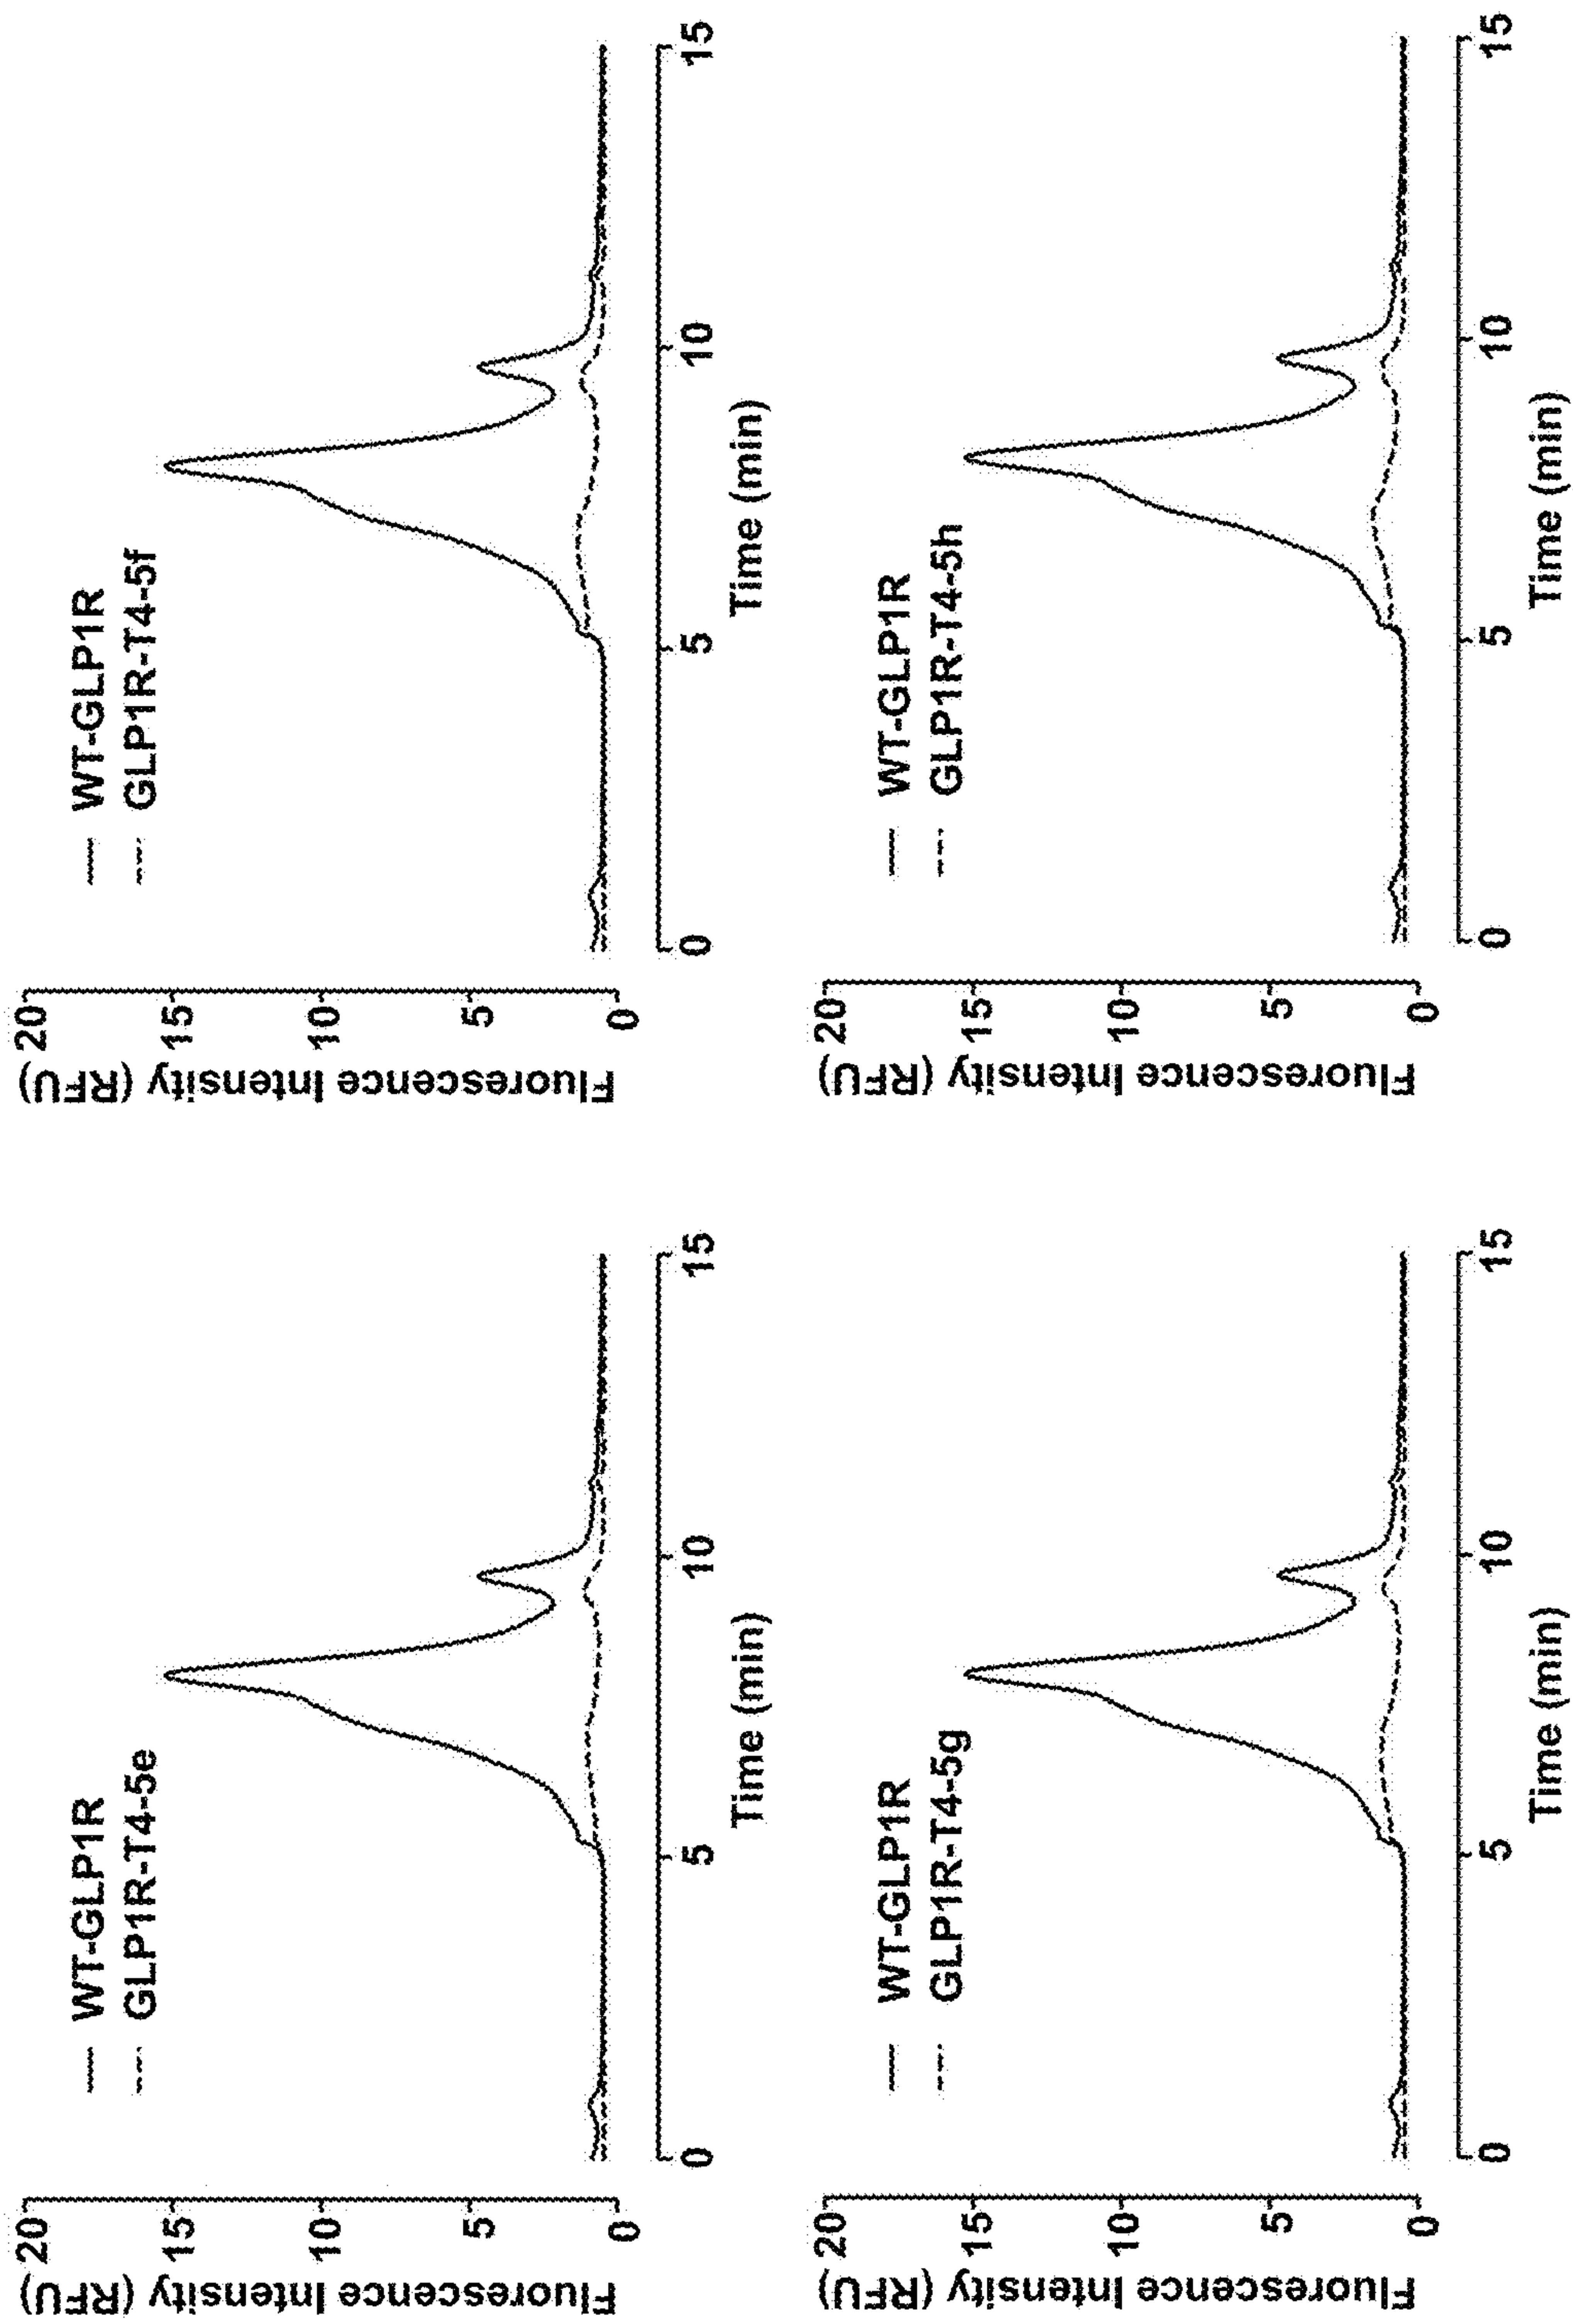 WT-GLP1R
GLP1R-T4-5e
Fluorescence Intensity (RFU)
20
15
10
5
0
0
5
10
15
Time (min)
WT-GLP1R
GLP1R-T4-5f
Fluorescence Intensity (RFU)
20
15
10
5
0
0
5
10
15
Time (min)
WT-GLP1R
GLP1R-T4-5g
Fluorescence Intensity (RFU)
20
15
10
5
0
0
5
10
15
Time (min)
WT-GLP1R
GLP1R-T4-5h
Fluorescence Intensity (RFU)
20
15
10
5
0
0
5
10
15
Time (min)